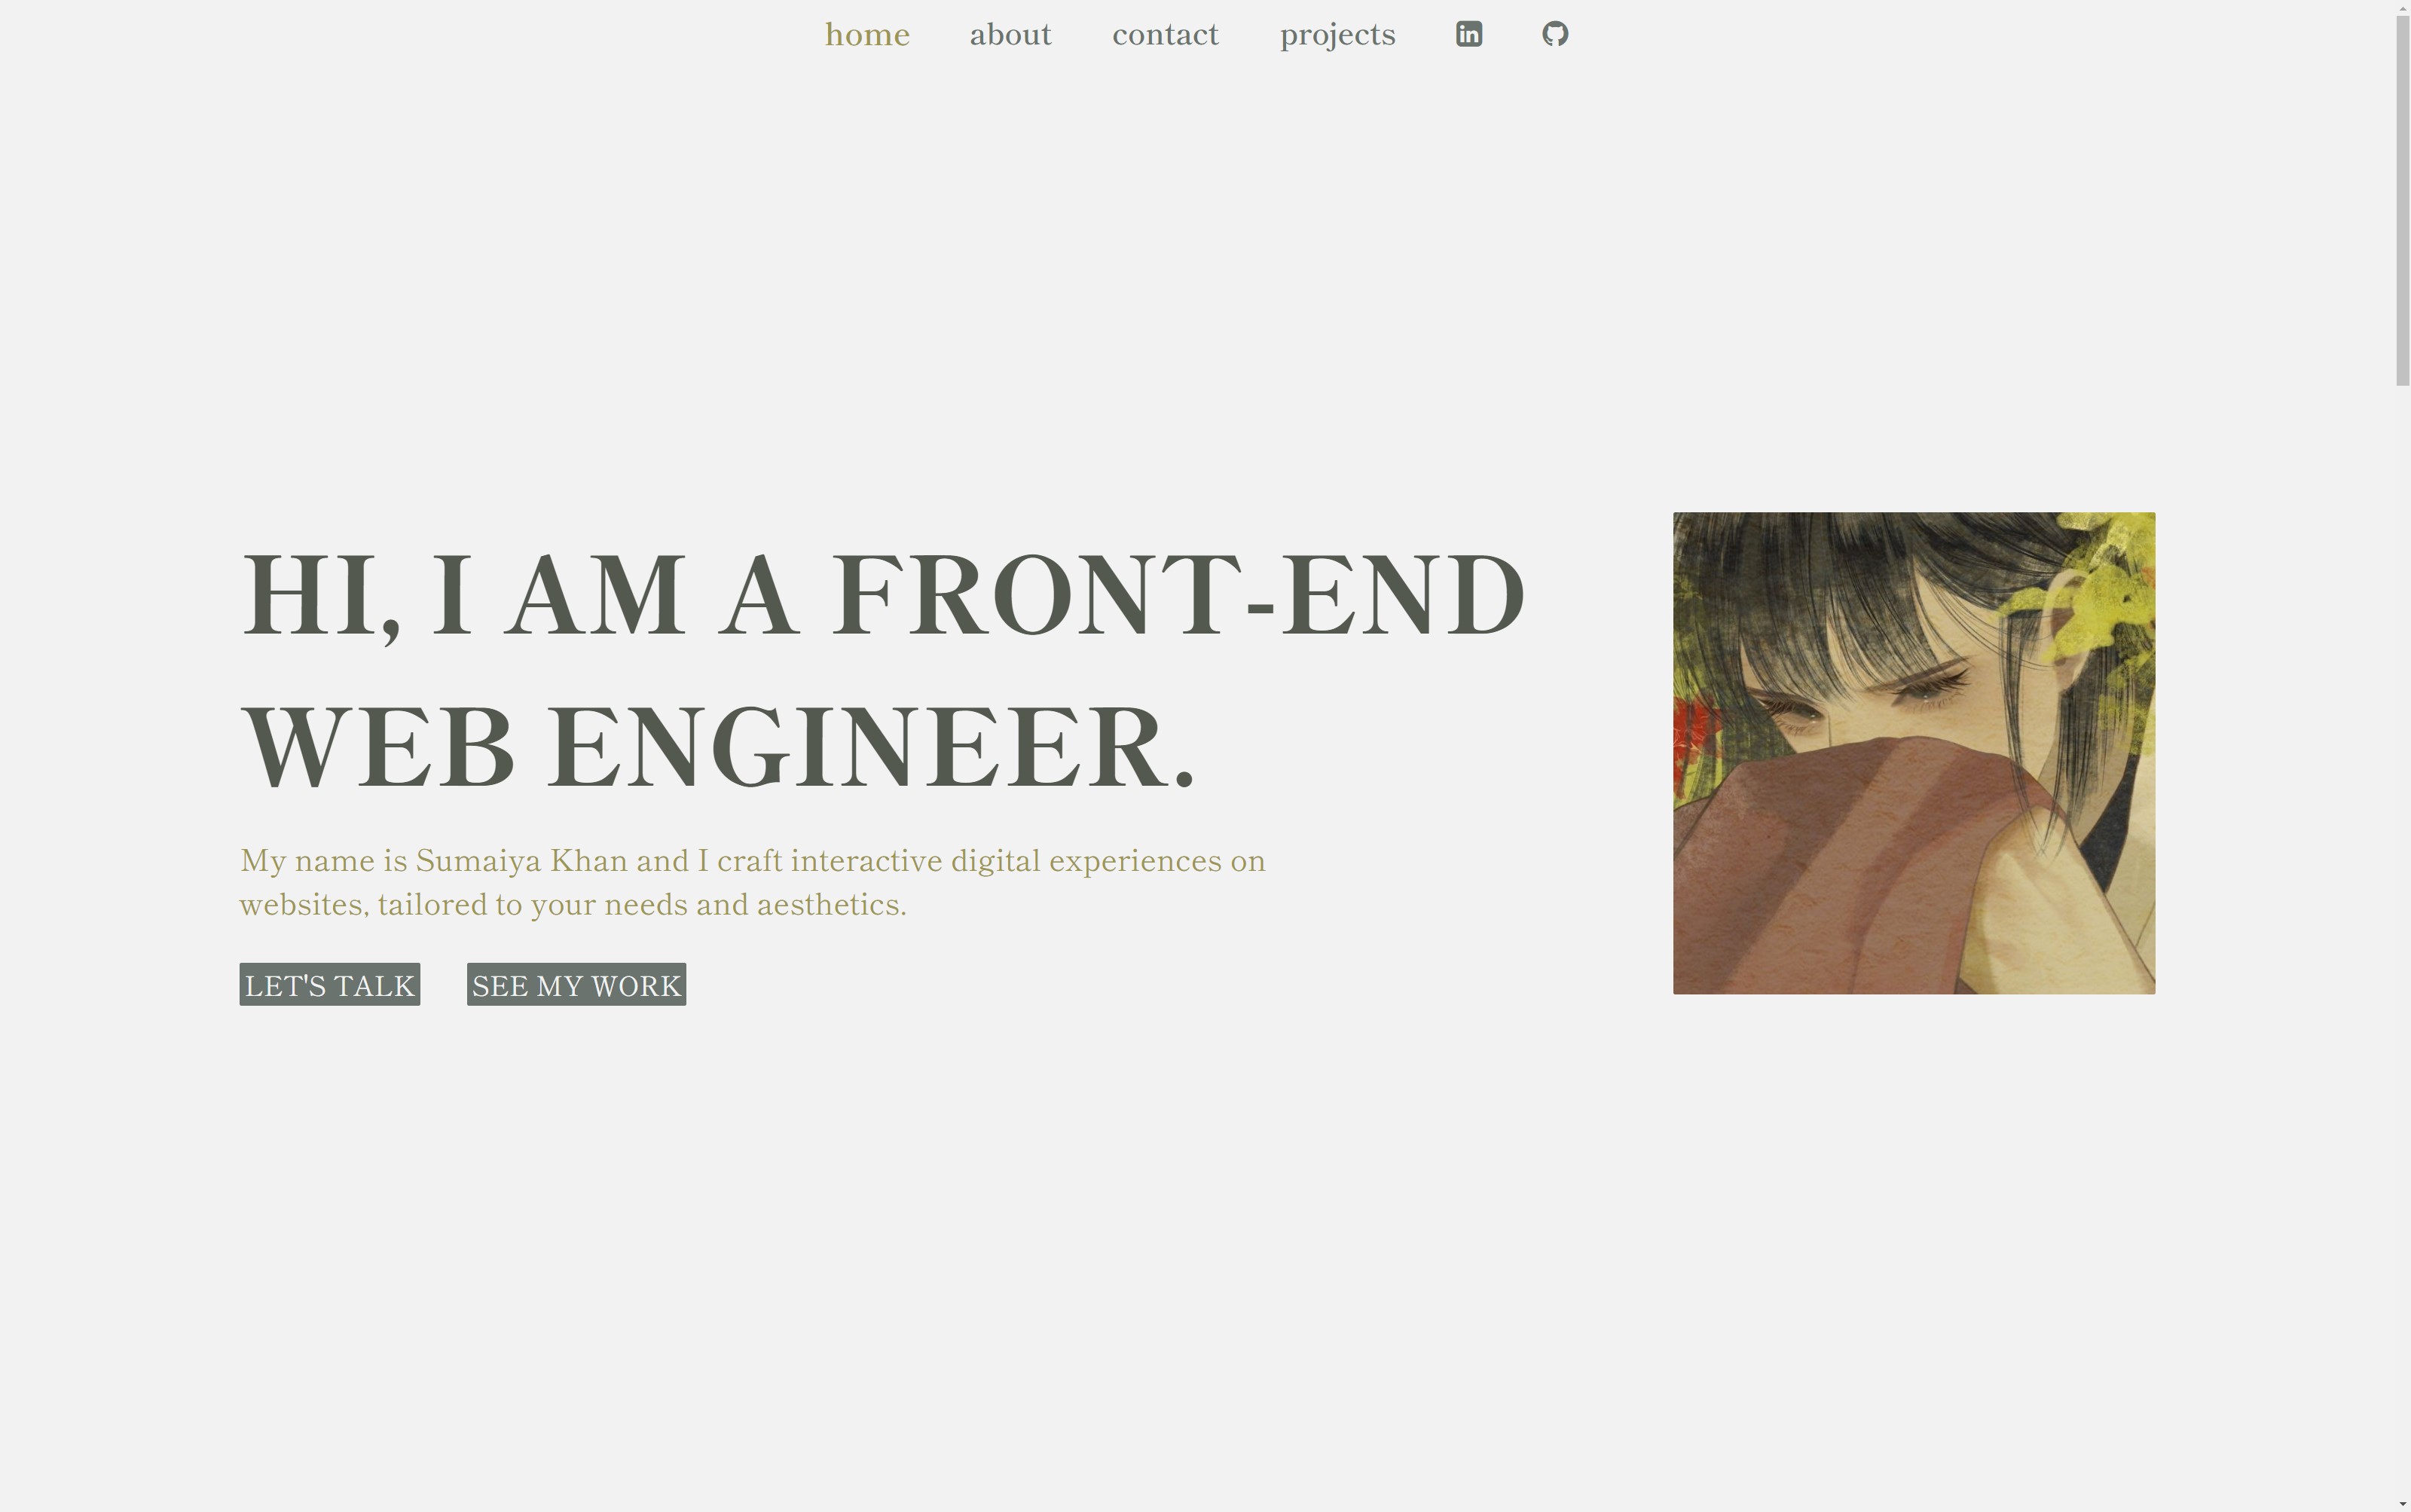 home about contact projects in
HI, I AM A FRONT-END
WEB ENGINEER.
My name is Sumaiya Khan and I craft interactive digital experiences on
websites, tailored to your needs and aesthetics.
LET'S TALK SEE MY WORK